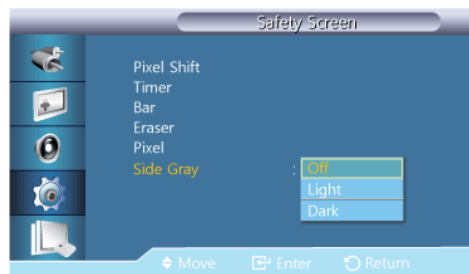 Safety Screen
Pixel Shift
Timer
Bar
Eraser
Pixel
Side Gray : Off
Light
Dark
Move Enter Return